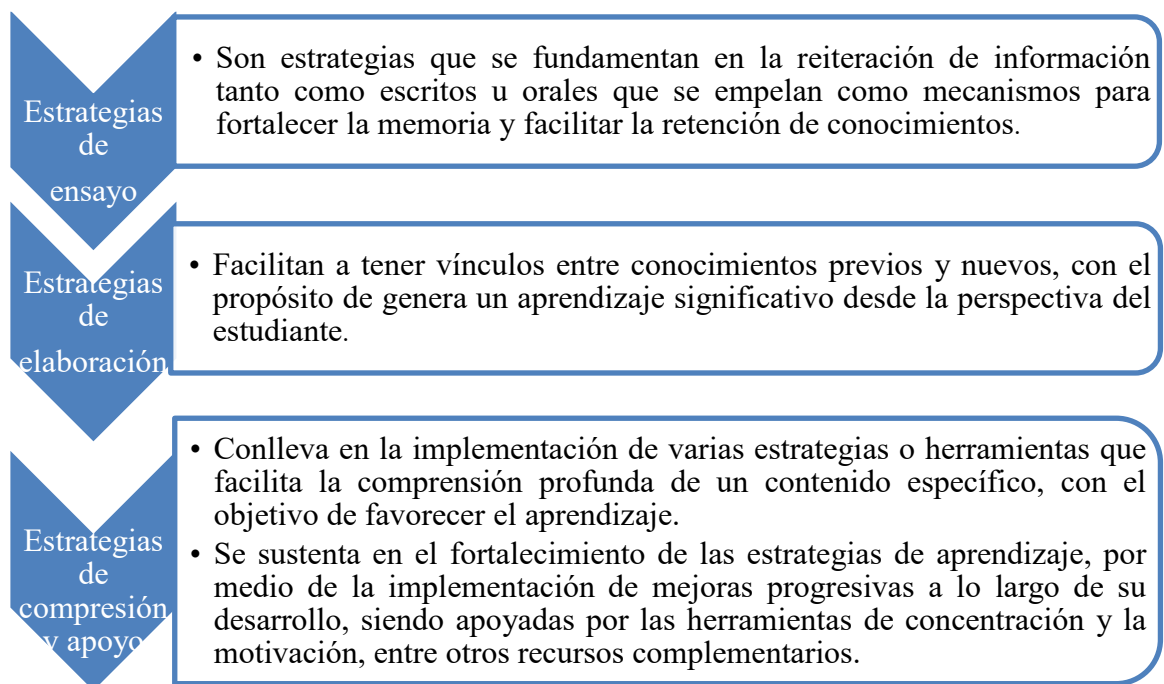 Estrategias
de
ensayo
• Son estrategias que se fundamentan en la reiteración de información
tanto como escritos u orales que se empelan como mecanismos para
fortalecer la memoria y facilitar la retención de conocimientos.
Estrategias
de
elaboración
• Facilitan a tener vínculos entre conocimientos previos y nuevos, con el
propósito de genera un aprendizaje significativo desde la perspectiva del
estudiante.
Estrategias
de
compresión
y apoyo
• Conlleva en la implementación de varias estrategias o herramientas que
facilita la comprensión profunda de un contenido específico, con el
objetivo de favorecer el aprendizaje.
• Se sustenta en el fortalecimiento de las estrategias de aprendizaje, por
medio de la implementación de mejoras progresivas a lo largo de su
desarrollo, siendo apoyadas por las herramientas de concentración y la
motivación, entre otros recursos complementarios.